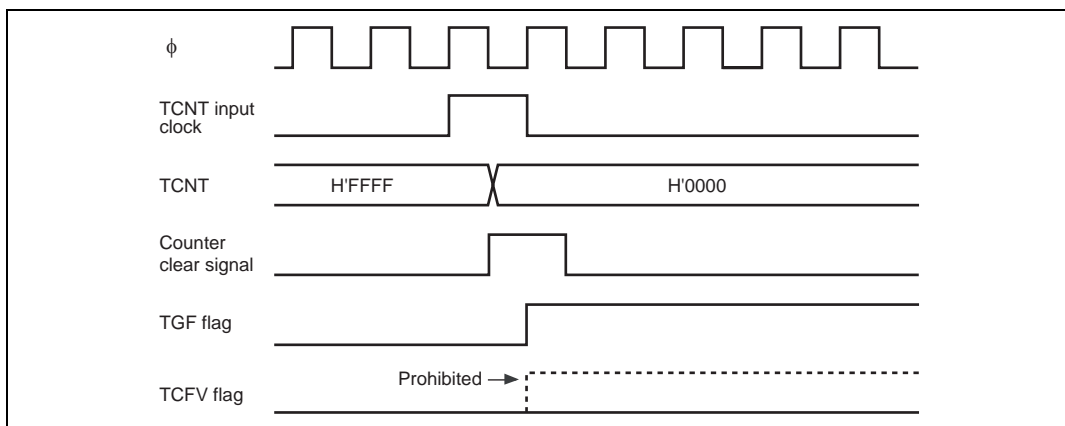 ϕ
TCNT input
clock
TCNT
H'FFFF
H'0000
Counter
clear signal
TGF flag
Prohibited
TCFV flag